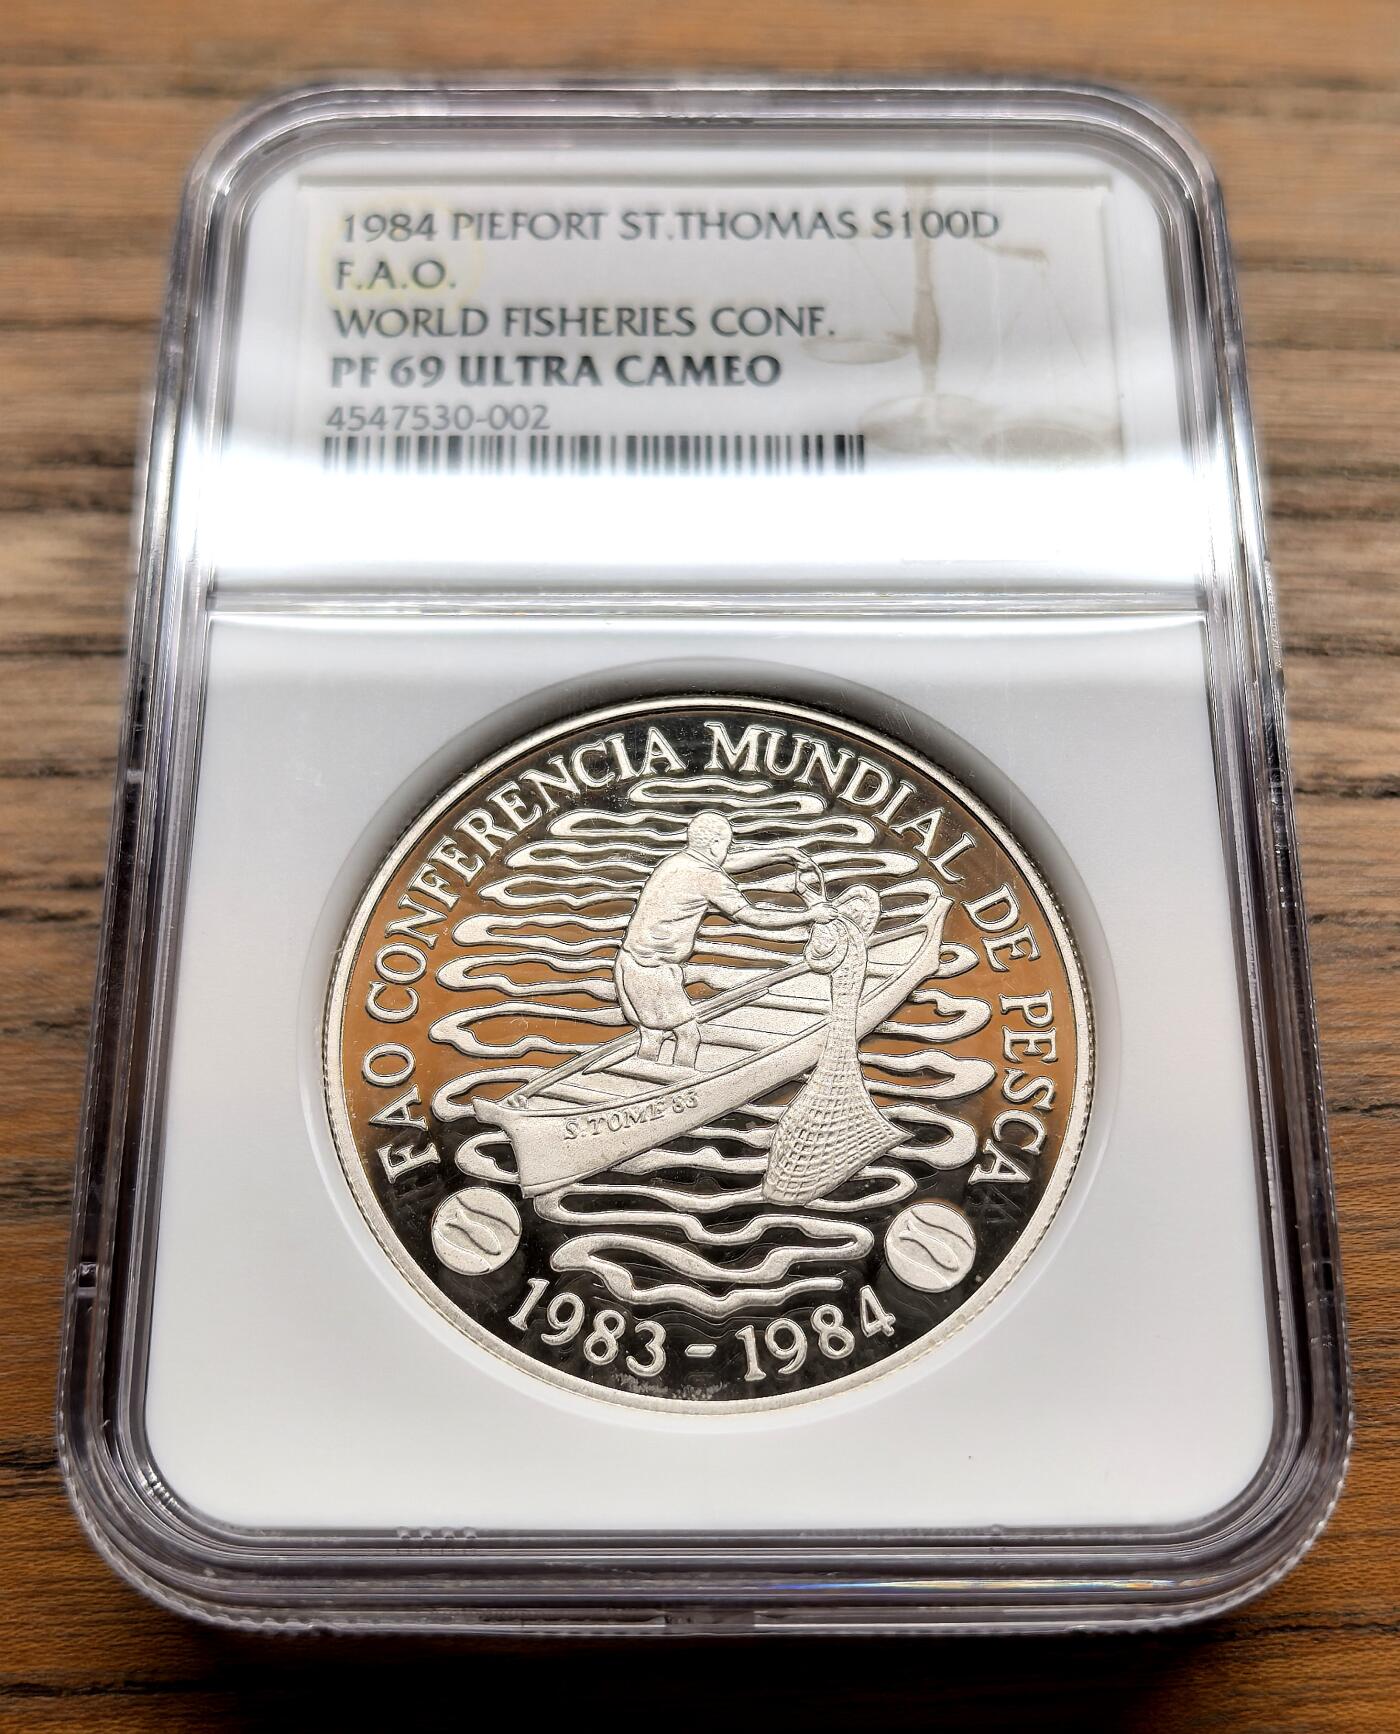 1984 PIEFORT ST.THOMAS S100D
F.A.O.
WORLD FISHERIES CONF.
PF 69 ULTRA CAMEO
4547530-002
FAO CONFERENCIA MUNDIAL DE PESCA
S.TOME 83
1983 - 1984